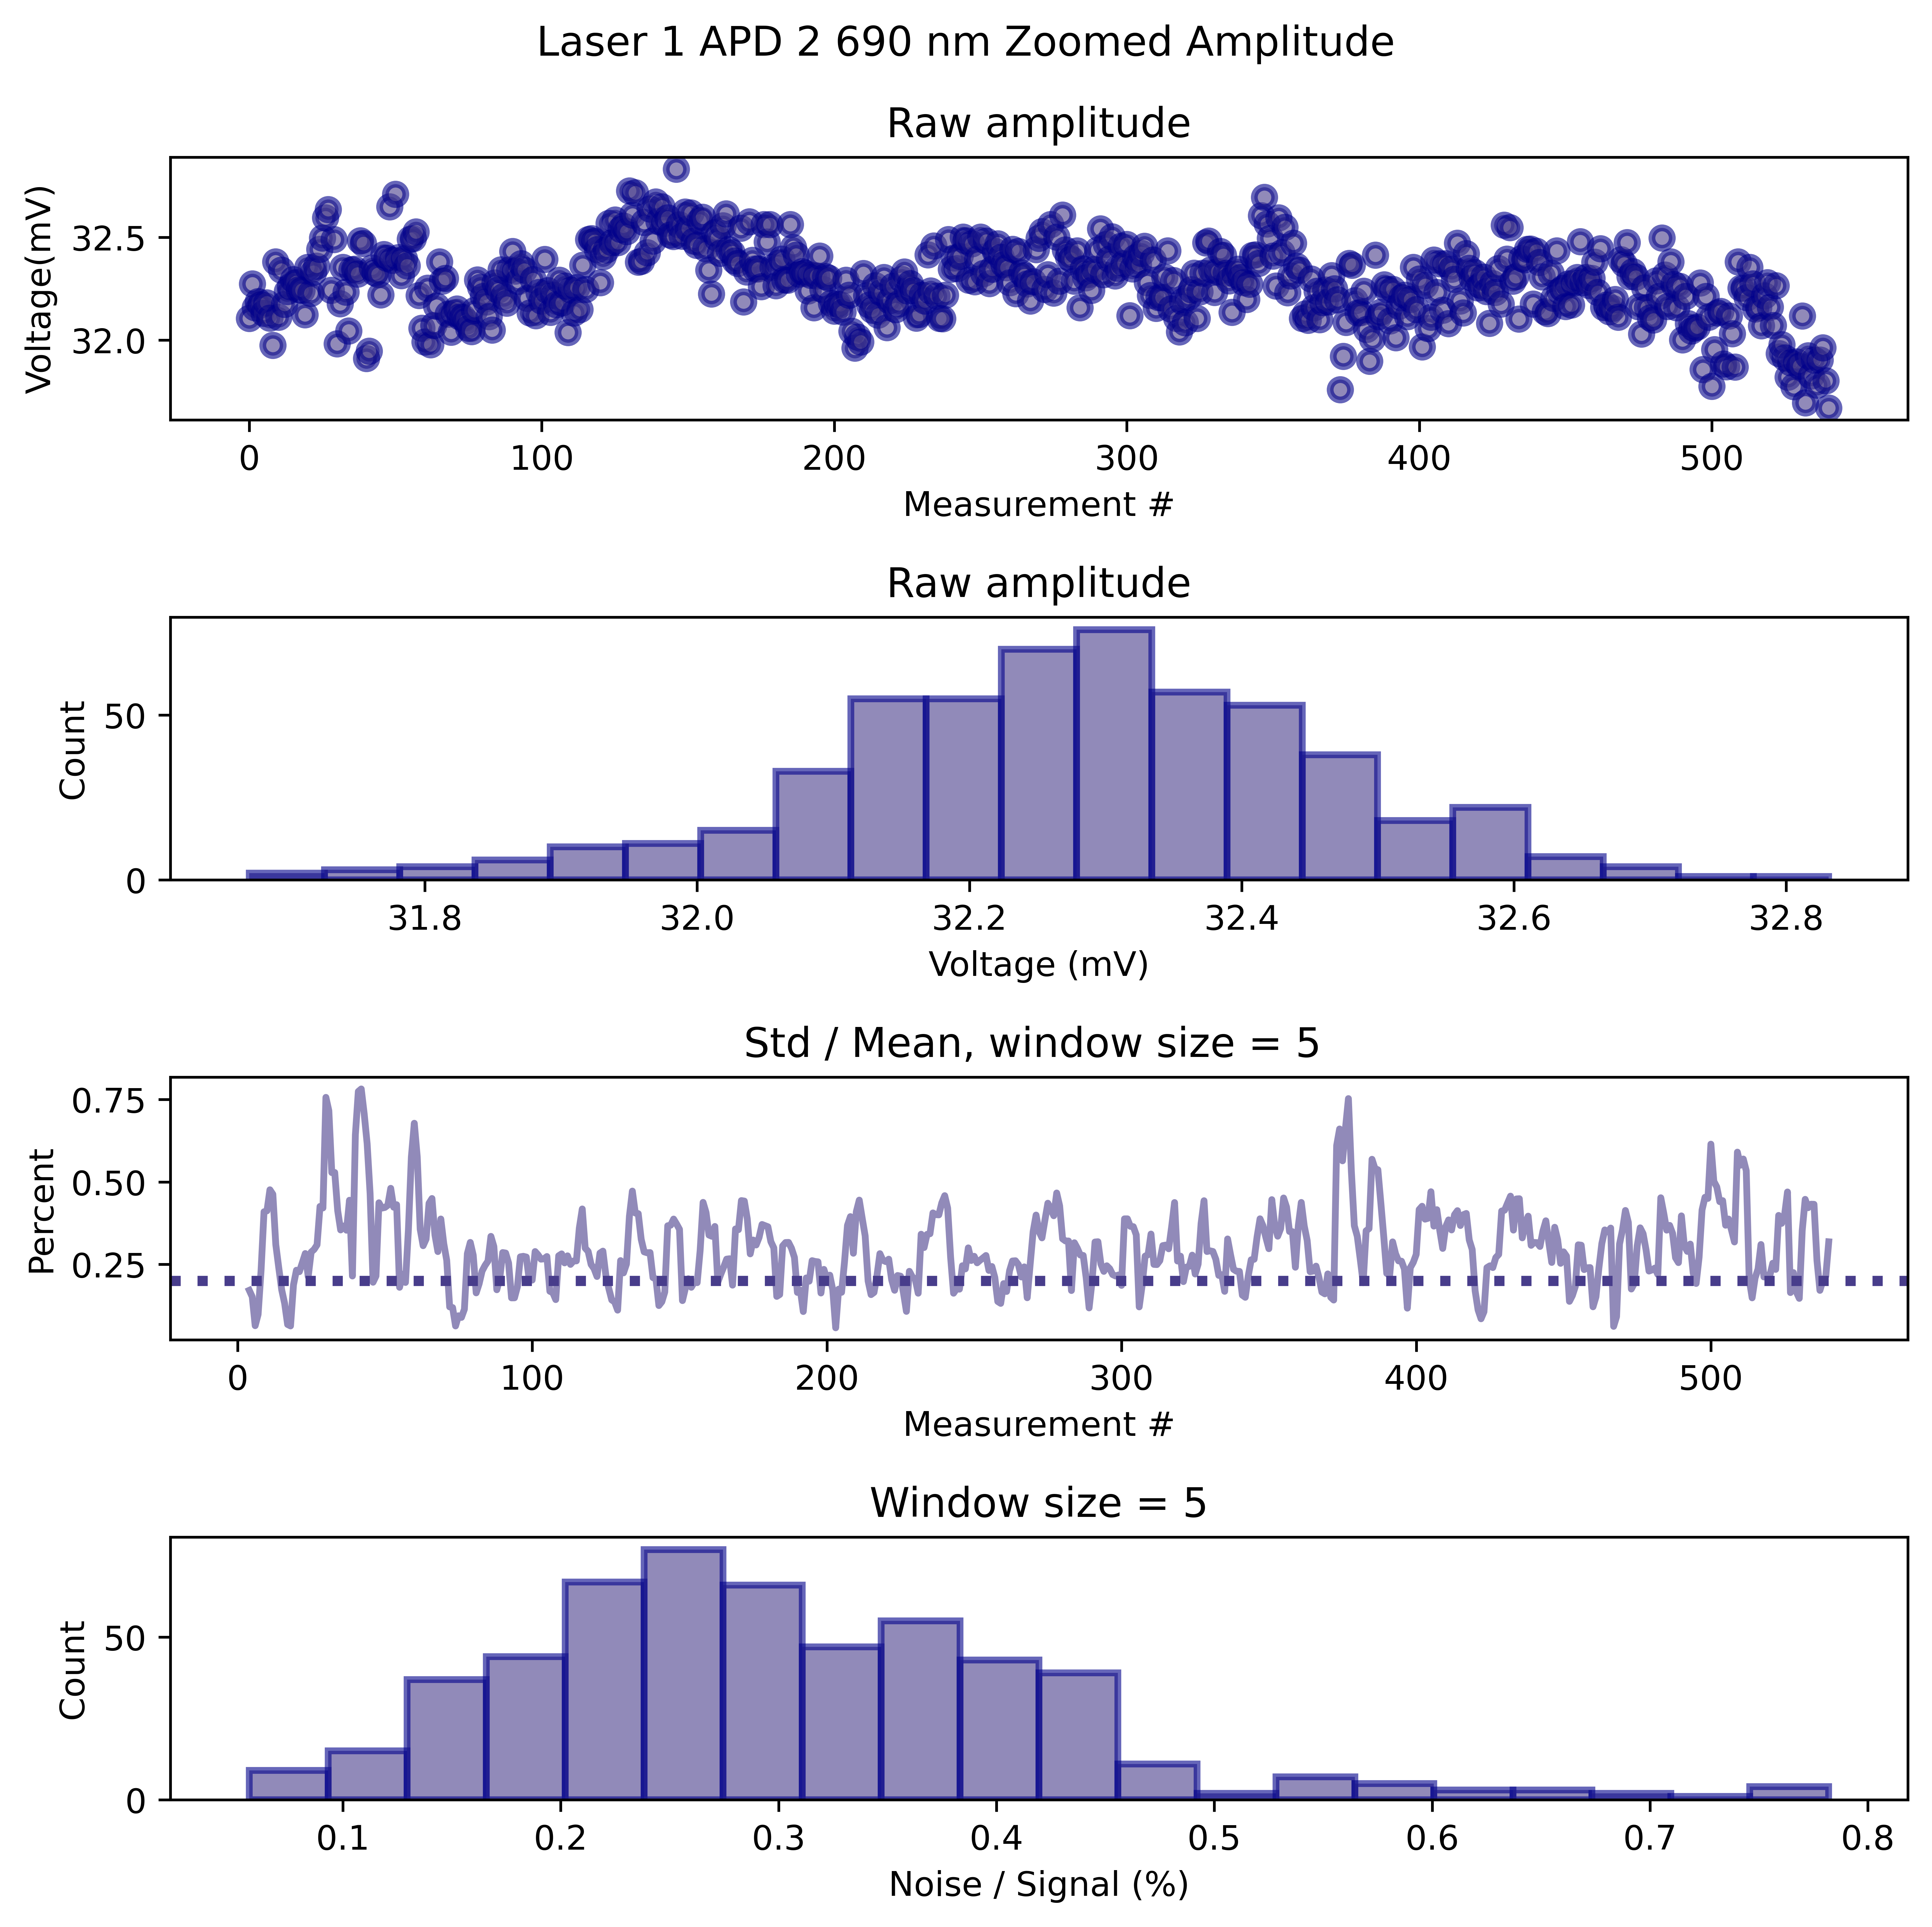 Laser 1 APD 2 690 nm Zoomed Amplitude
Raw amplitude
Voltage(mV)
32.5
32.0
0 100 200 300 400 500
Measurement #
Raw amplitude
Count
50
0
31.8 32.0 32.2 32.4 32.6 32.8
Voltage (mV)
Std / Mean, window size = 5
Percent
0.75
0.50
0.25
0 100 200 300 400 500
Measurement #
Window size = 5
Count
50
0
0.1 0.2 0.3 0.4 0.5 0.6 0.7 0.8
Noise / Signal (%)